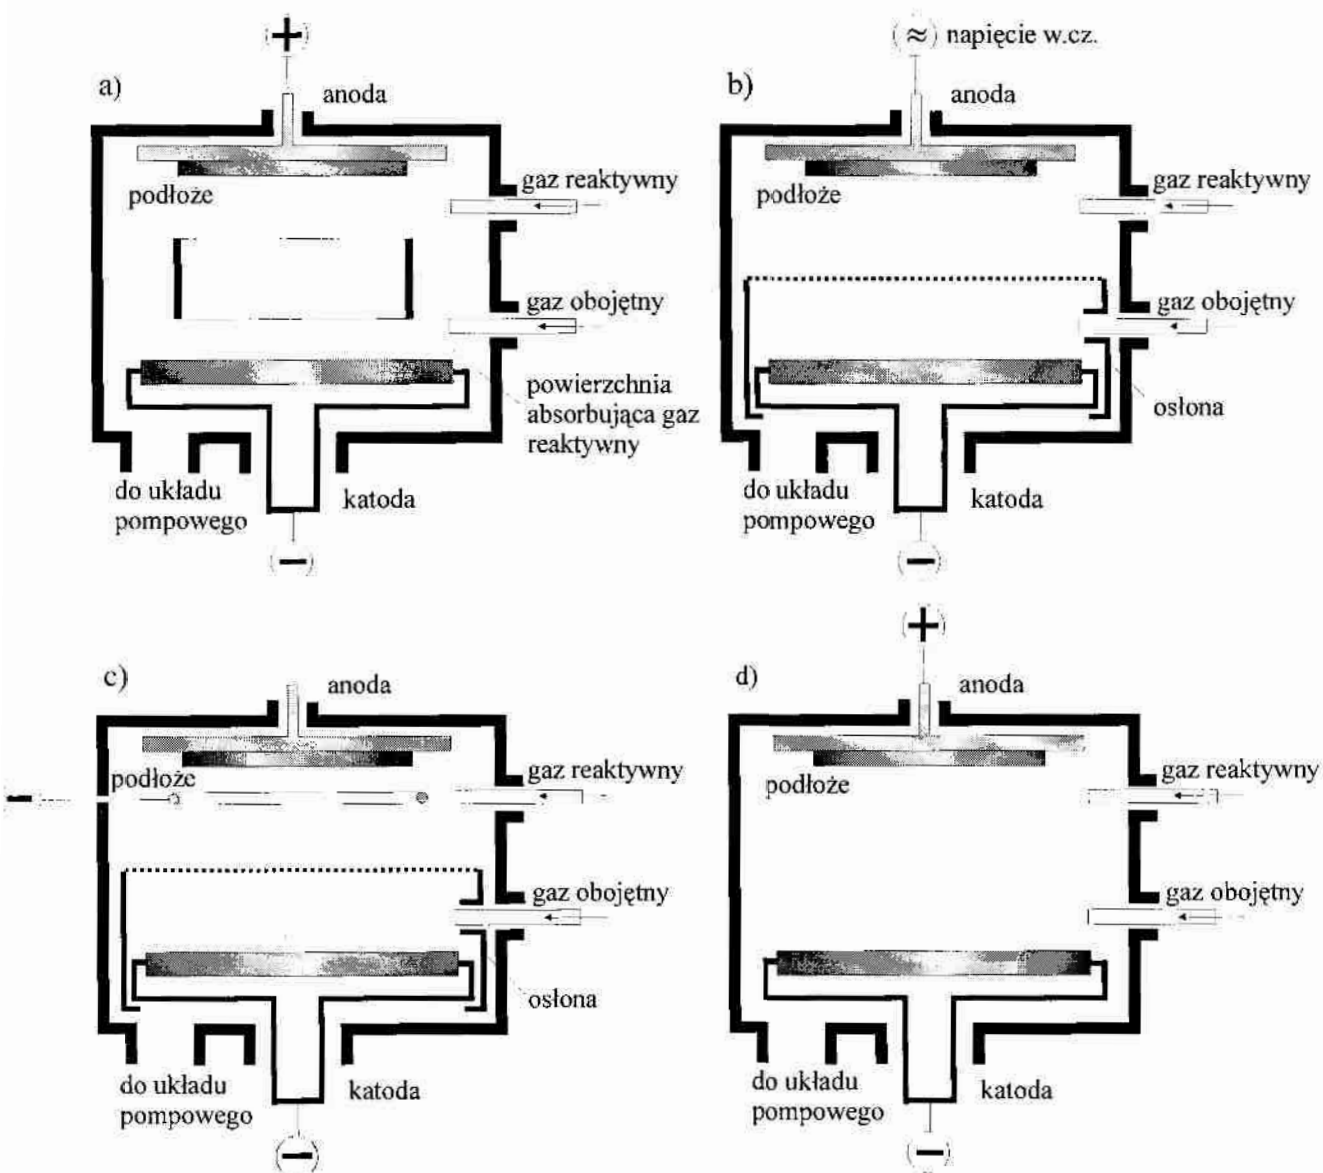 a)
(+)
anoda
podłoże
gaz reaktywny
gaz obojętny
powierzchnia
absorbująca gaz
reaktywny
do układu
pompowego
katoda
(−)
b)
(≈) napięcie w.cz.
anoda
podłoże
gaz reaktywny
gaz obojętny
osłona
do układu
pompowego
katoda
(−)
c)
anoda
podłoże
−
gaz reaktywny
gaz obojętny
osłona
do układu
pompowego
katoda
(−)
d)
(+)
anoda
podłoże
gaz reaktywny
gaz obojętny
do układu
pompowego
katoda
(−)